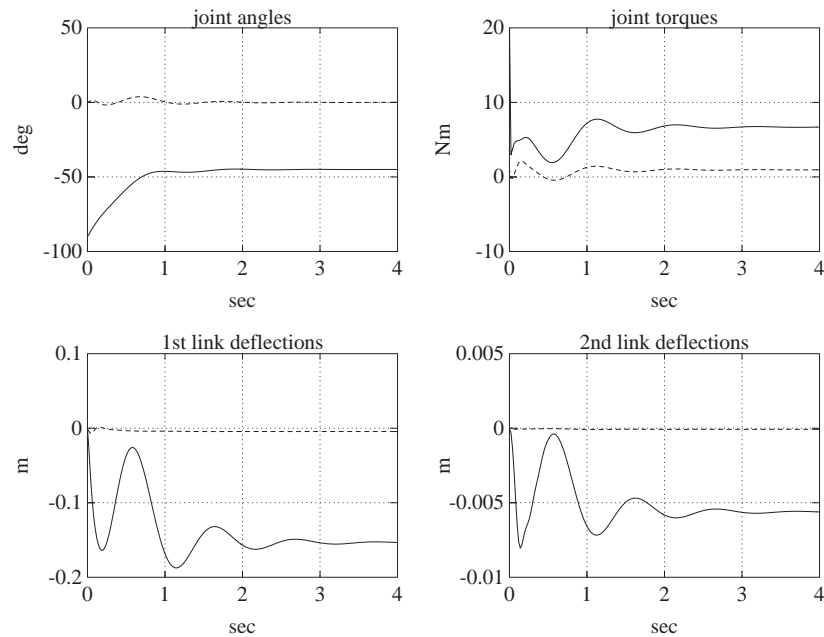 joint angles
50
0
-50
-100
deg
0 1 2 3 4
sec
joint torques
20
10
0
-10
Nm
0 1 2 3 4
sec
1st link deflections
0.1
0
-0.1
-0.2
m
0 1 2 3 4
sec
2nd link deflections
0.005
0
-0.005
-0.01
m
0 1 2 3 4
sec